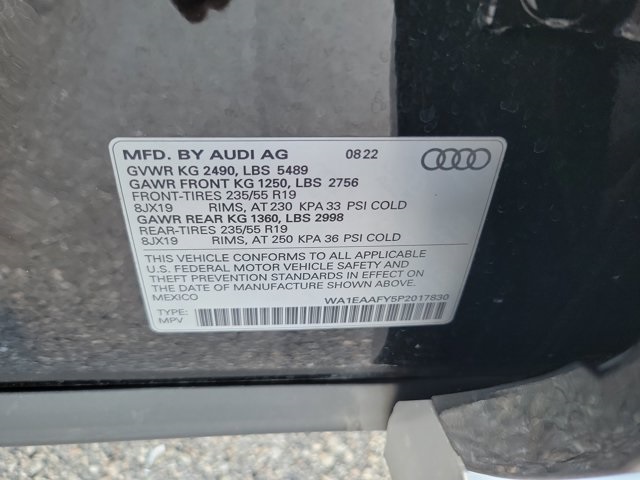 MFD. BY AUDI AG 08 22
GVWR KG 2490, LBS 5489
GAWR FRONT KG 1250, LBS 2756
FRONT-TIRES 235/55 R19
8JX19 RIMS, AT 230 KPA 33 PSI COLD
GAWR REAR KG 1360, LBS 2998
REAR-TIRES 235/55 R19
8JX19 RIMS, AT 250 KPA 36 PSI COLD
THIS VEHICLE CONFORMS TO ALL APPLICABLE
U.S. FEDERAL MOTOR VEHICLE SAFETY AND
THEFT PREVENTION STANDARDS IN EFFECT ON
THE DATE OF MANUFACTURE SHOWN ABOVE.
MEXICO WA1EAAFY5P2017830
TYPE:
MPV